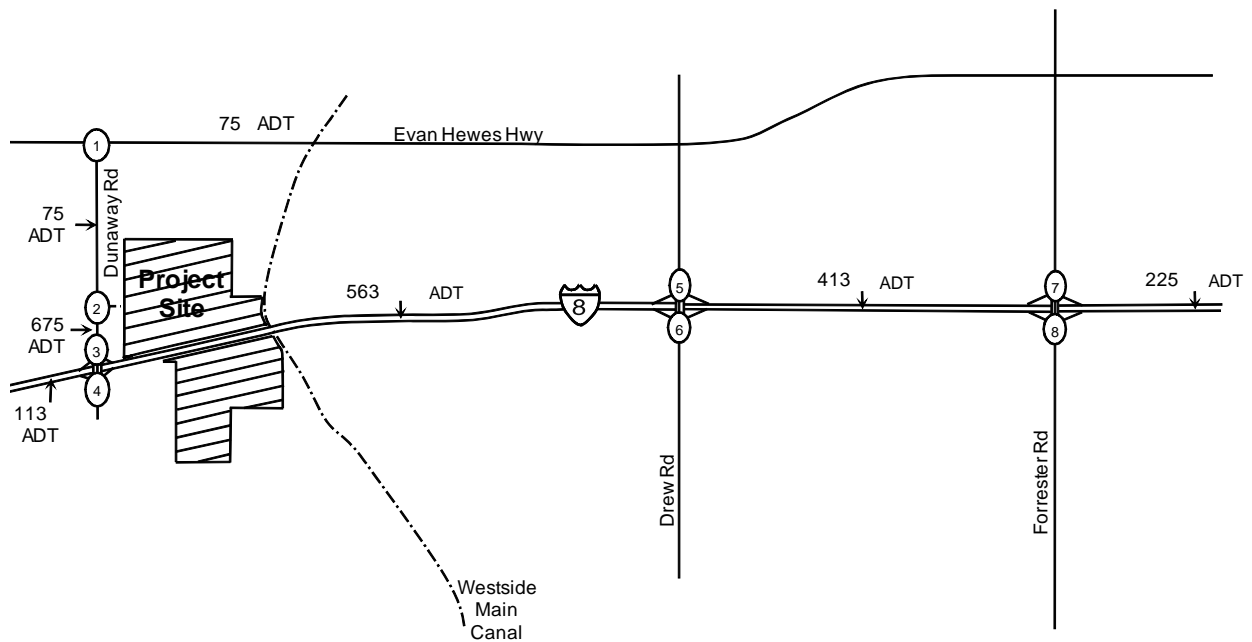 75 ADT
Evan Hewes Hwy
1
Dunaway Rd
75
ADT
Project
Site
2
675
ADT
3
4
113
ADT
563 ADT
8
5
6
413 ADT
7
8
225 ADT
Drew Rd
Forrester Rd
Westside
Main
Canal